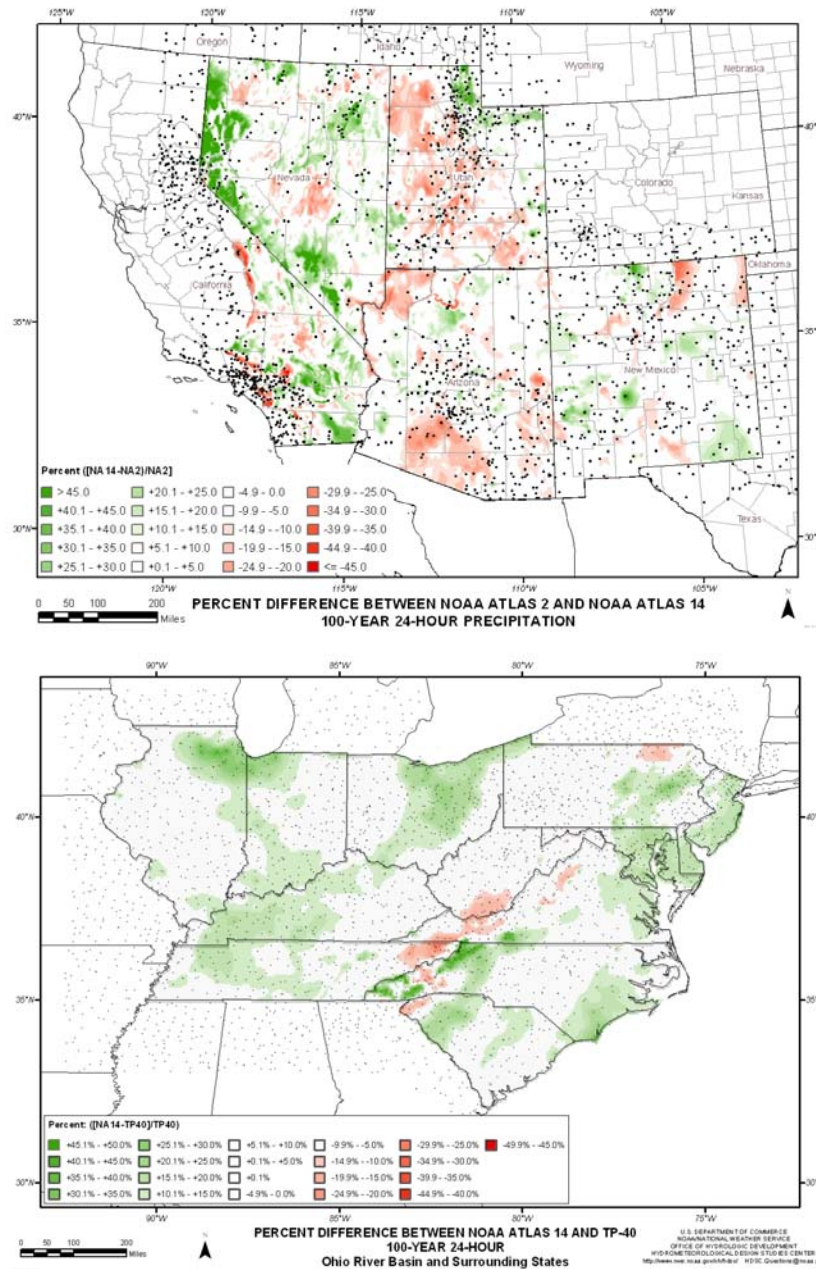 125°W 120°W 115°W 110°W 105°W
Oregon
Idaho
Wyoming
Nebraska
40°N
40°N
Nevada
Utah
Colorado
Kansas
California
Oklahoma
35°N
35°N
Arizona
New Mexico
Texas
30°N
30°N
Percent ([NA14-NA2)/NA2]
> 45.0 +20.1 - +25.0 -4.9 - 0.0 -29.9 - -25.0
+40.1 - +45.0 +15.1 - +20.0 -9.9 - -5.0 -34.9 - -30.0
+35.1 - +40.0 +10.1 - +15.0 -14.9 - -10.0 -39.9 - -35.0
+30.1 - +35.0 +5.1 - +10.0 -19.9 - -15.0 -44.9 - -40.0
+25.1 - +30.0 +0.1 - +5.0 -24.9 - -20.0 <= -45.0
120°W 115°W 110°W 105°W
0 50 100 200
Miles
PERCENT DIFFERENCE BETWEEN NOAA ATLAS 2 AND NOAA ATLAS 14
100-YEAR 24-HOUR PRECIPITATION
N
90°W 85°W 80°W 75°W
40°N
40°N
35°N
35°N
30°N
30°N
Percent: ([NA14-TP40]/TP40)
+45.1% - +50.0% +25.1% - +30.0% +5.1% - +10.0% -9.9% - -5.0% -29.9% - -25.0% -49.9% - -45.0%
+40.1% - +45.0% +20.1% - +25.0% +0.1% - +5.0% -14.9% - -10.0% -34.9% - -30.0%
+35.1% - +40.0% +15.1% - +20.0% +0.1% -19.9% - -15.0% -39.9 - -35.0%
+30.1% - +35.0% +10.1% - +15.0% -4.9% - 0.0% -24.9% - -20.0% -44.9% - -40.0%
90°W 85°W 80°W 75°W
0 50 100 200
Miles
N
PERCENT DIFFERENCE BETWEEN NOAA ATLAS 14 AND TP-40
100-YEAR 24-HOUR
Ohio River Basin and Surrounding States
U.S. DEPARTMENT OF COMMERCE
NOAA/NATIONAL WEATHER SERVICE
OFFICE OF HYDROLOGIC DEVELOPMENT
HYDROMETEOROLOGICAL DESIGN STUDIES CENTER